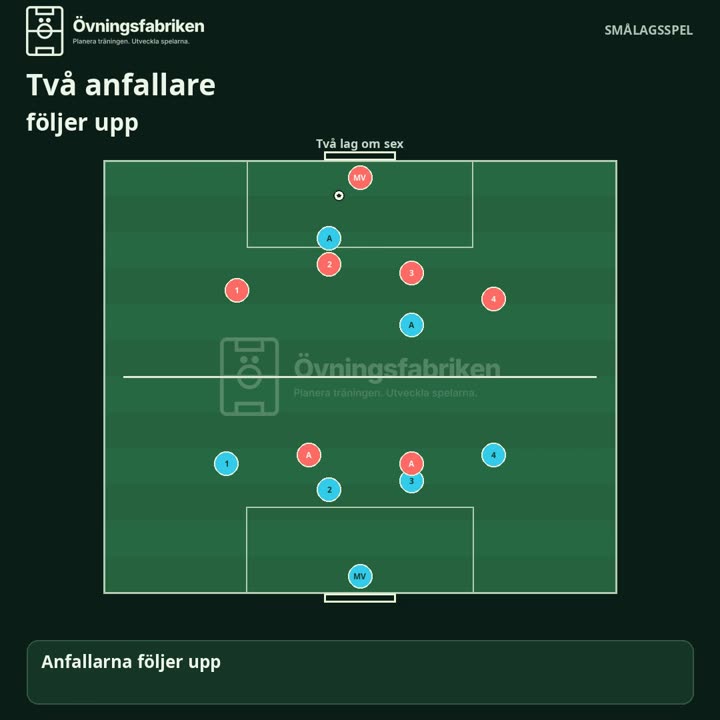 Övningsfabriken
Planera träningen. Utveckla spelarna.
SMÅLAGSSPEL
Två anfallare
följer upp
Två lag om sex
MV
A
2
3
1
4
A
Övningsfabriken
Planera träningen. Utveckla spelarna.
1
A
A
4
2
3
MV
Anfallarna följer upp